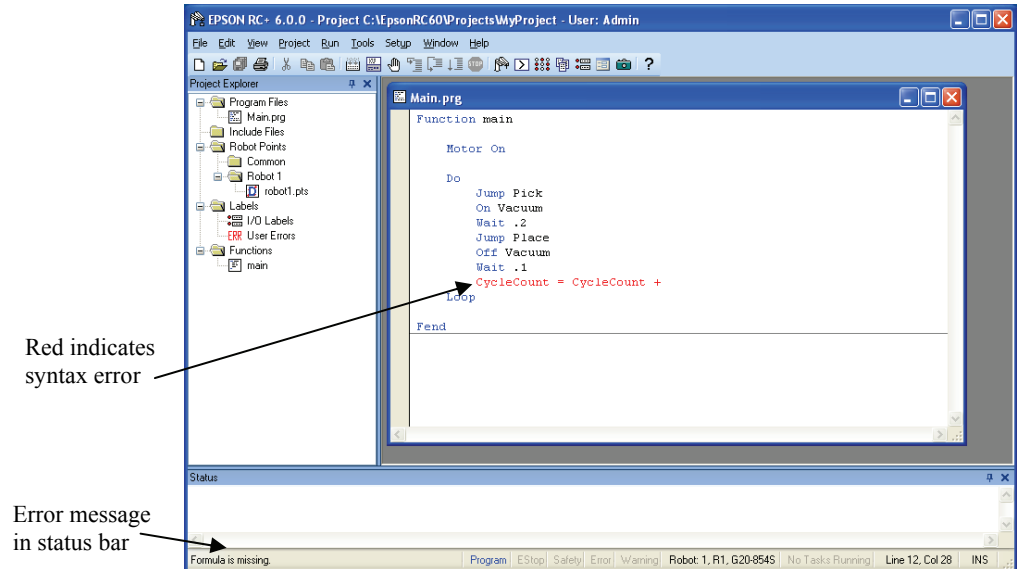 EPSON RC+ 6.0.0 - Project C:\EpsonRC60\Projects\MyProject - User: Admin
File Edit View Project Run Tools Setup Window Help
Project Explorer
Program Files
Main.prg
Include Files
Robot Points
Common
Robot 1
robot1.pts
Labels
I/O Labels
ERR User Errors
Functions
main
Main.prg
Function main
Motor On
Do
Jump Pick
On Vacuum
Wait .2
Jump Place
Off Vacuum
Wait .1
CycleCount = CycleCount +
Loop
Fend
Red indicates
syntax error
Status
Error message
in status bar
Formula is missing. Program EStop Safety Error Warning Robot: 1, R1, G20-854S No Tasks Running Line 12, Col 28 INS